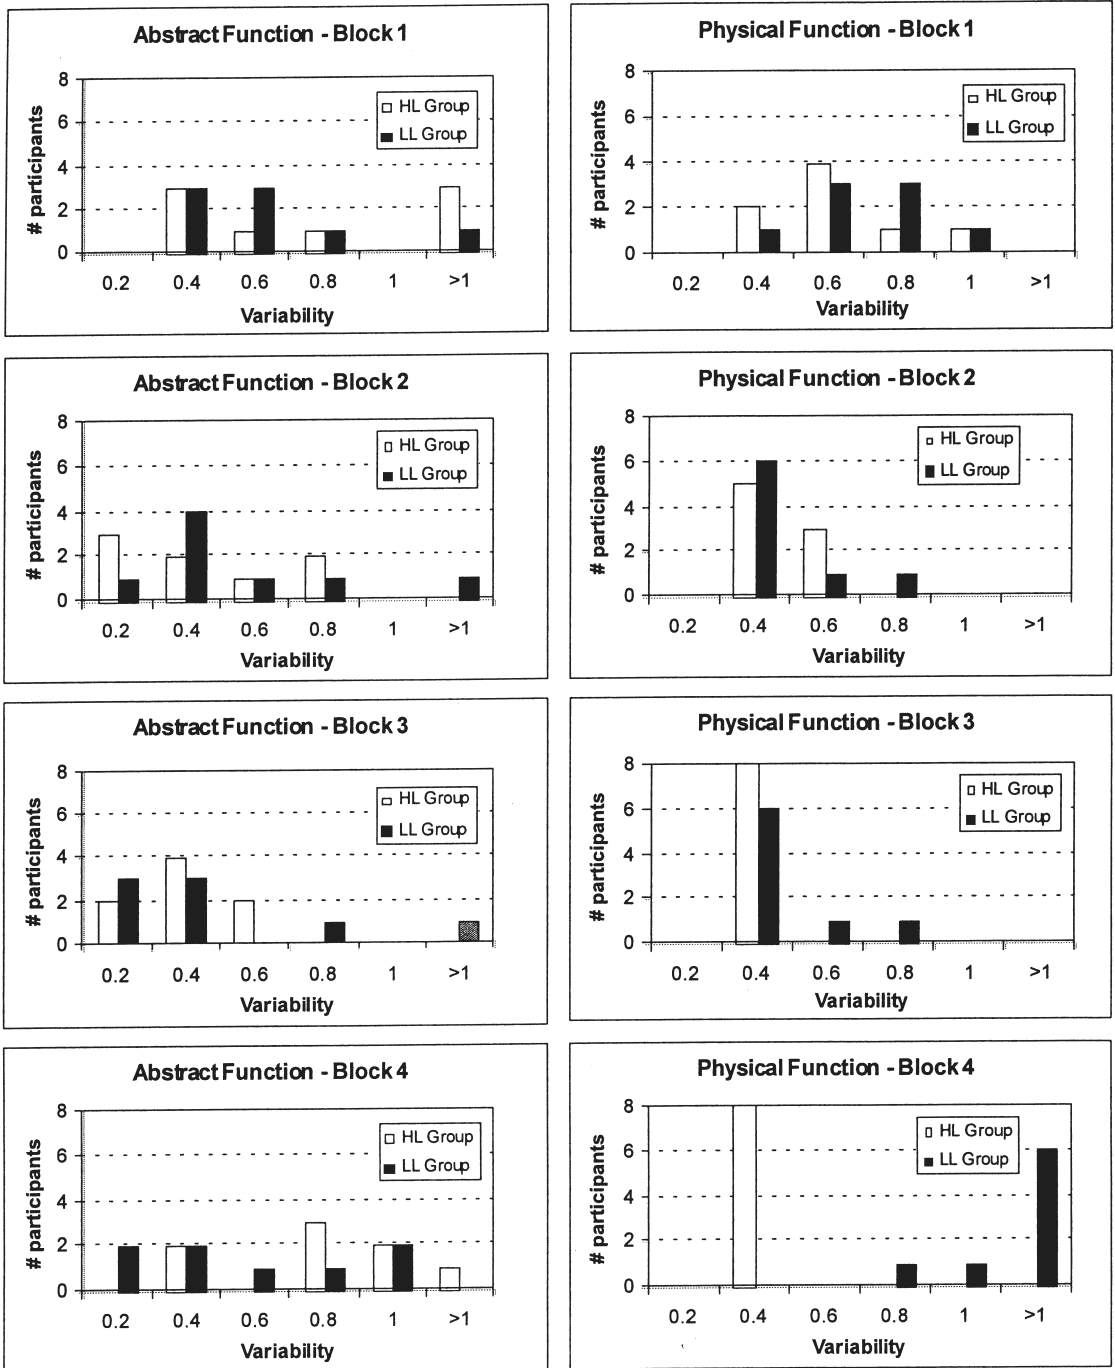 Abstract Function - Block 1
# participants
8
6
4
2
0
HL Group
LL Group
0.2 0.4 0.6 0.8 1 >1
Variability
Physical Function - Block 1
# participants
8
6
4
2
0
HL Group
LL Group
0.2 0.4 0.6 0.8 1 >1
Variability
Abstract Function - Block 2
# participants
8
6
4
2
0
HL Group
LL Group
0.2 0.4 0.6 0.8 1 >1
Variability
Physical Function - Block 2
# participants
8
6
4
2
0
HL Group
LL Group
0.2 0.4 0.6 0.8 1 >1
Variability
Abstract Function - Block 3
# participants
8
6
4
2
0
HL Group
LL Group
0.2 0.4 0.6 0.8 1 >1
Variability
Physical Function - Block 3
# participants
8
6
4
2
0
HL Group
LL Group
0.2 0.4 0.6 0.8 1 >1
Variability
Abstract Function - Block 4
# participants
8
6
4
2
0
HL Group
LL Group
0.2 0.4 0.6 0.8 1 >1
Variability
Physical Function - Block 4
# participants
8
6
4
2
0
HL Group
LL Group
0.2 0.4 0.6 0.8 1 >1
Variability